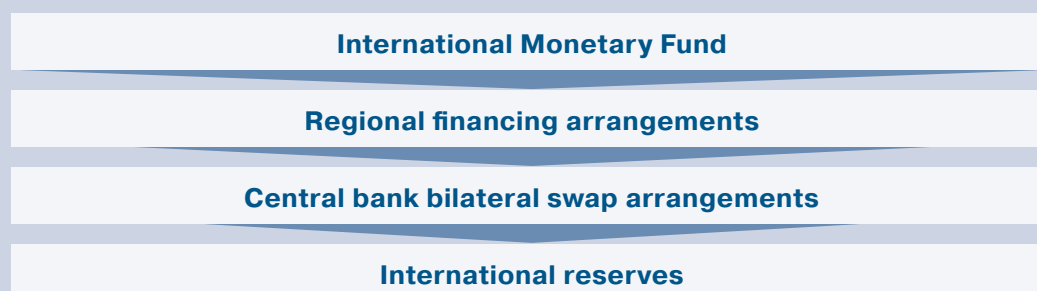 International Monetary Fund
Regional financing arrangements
Central bank bilateral swap arrangements
International reserves